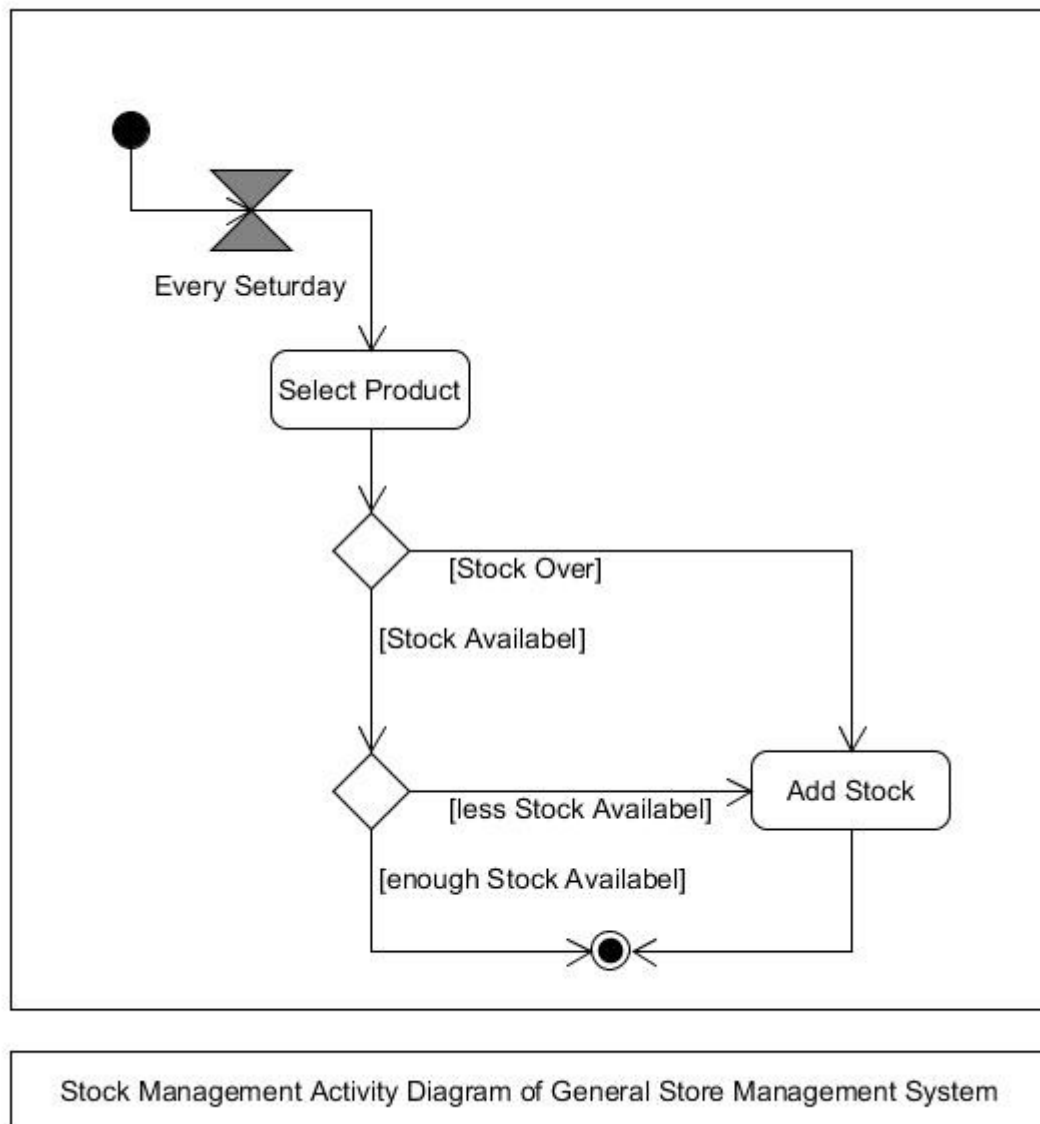 Every Seturday
Select Product
[Stock Over]
[Stock Availabel]
Add Stock
[less Stock Availabel]
[enough Stock Availabel]
Stock Management Activity Diagram of General Store Management System